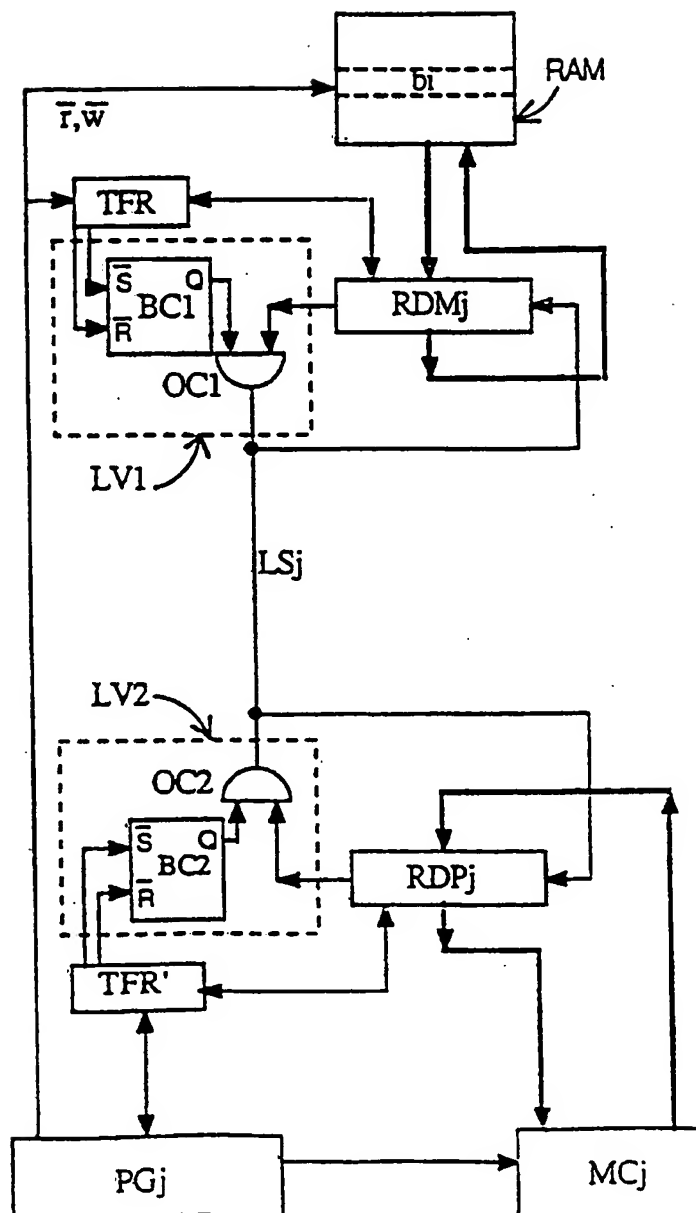 RAM
bi
r̅,w̅
TFR
S̅ Q
BC1
R̅
RDMj
OC1
LV1
LSj
LV2
OC2
S̅ Q
BC2
R̅
RDPj
TFR'
PGj
MCj